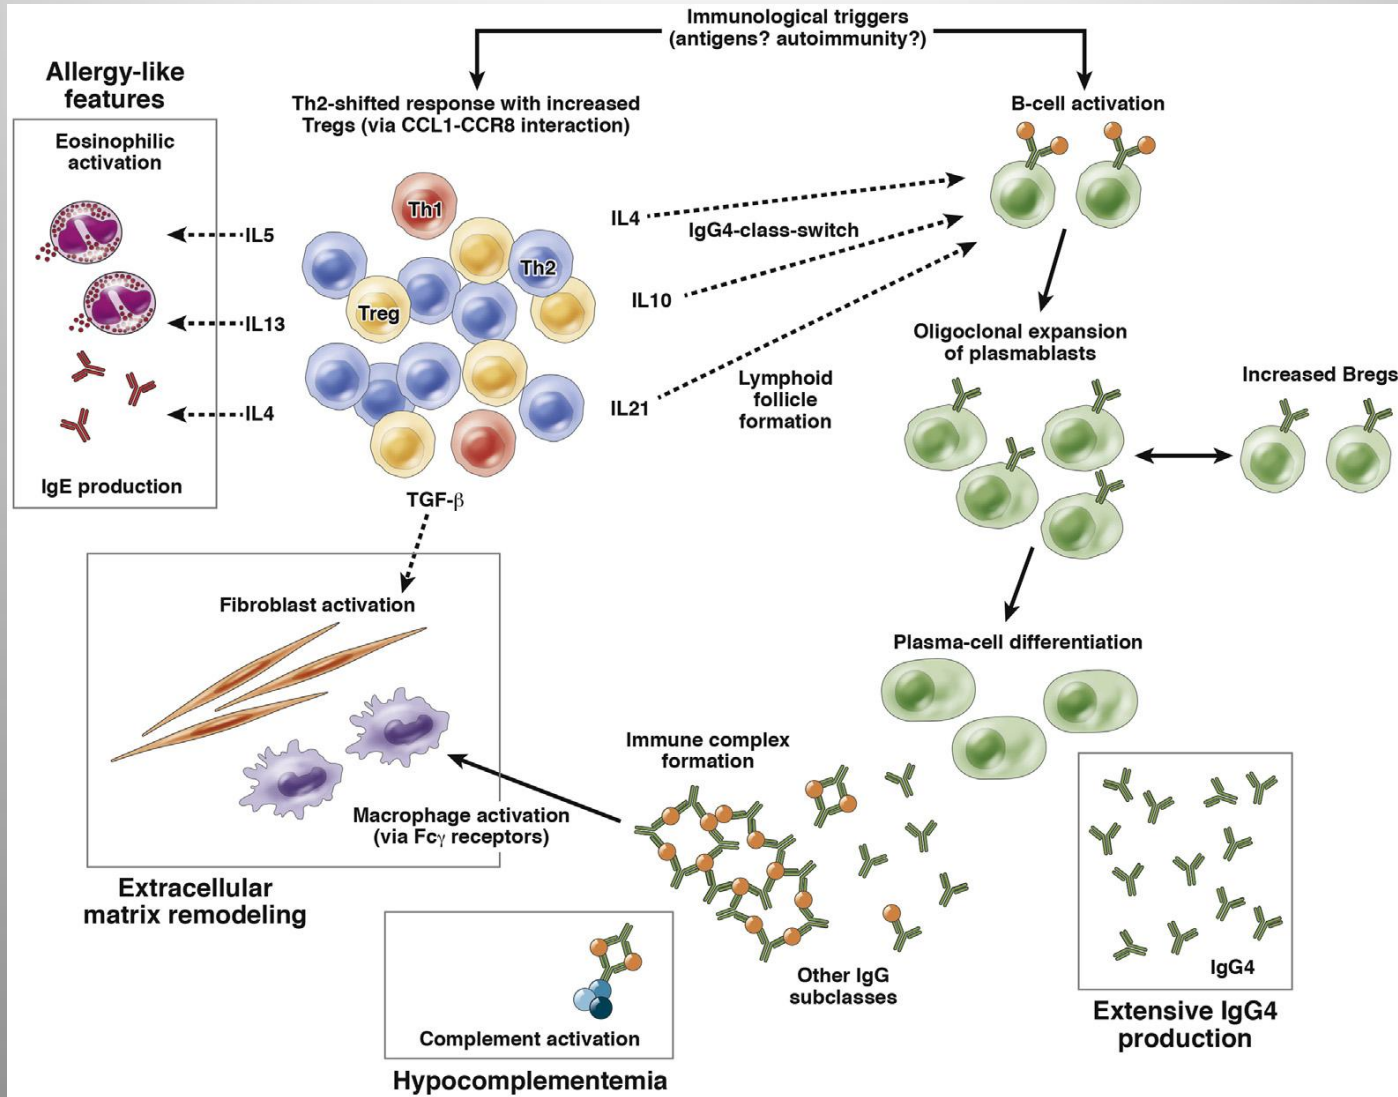 Immunological triggers
(antigens? autoimmunity?)
Allergy-like
features
Th2-shifted response with increased
Tregs (via CCL1-CCR8 interaction)
B-cell activation
Eosinophilic
activation
Th1
Th2
Treg
IL5
IL13
IL4
IgE production
IL4
IgG4-class-switch
IL10
IL21
Lymphoid
follicle
formation
Oligoclonal expansion
of plasmablasts
Increased Bregs
TGF-β
Fibroblast activation
Plasma-cell differentiation
Immune complex
formation
Macrophage activation
(via Fcγ receptors)
Extracellular
matrix remodeling
Other IgG
subclasses
IgG4
Extensive IgG4
production
Complement activation
Hypocomplementemia